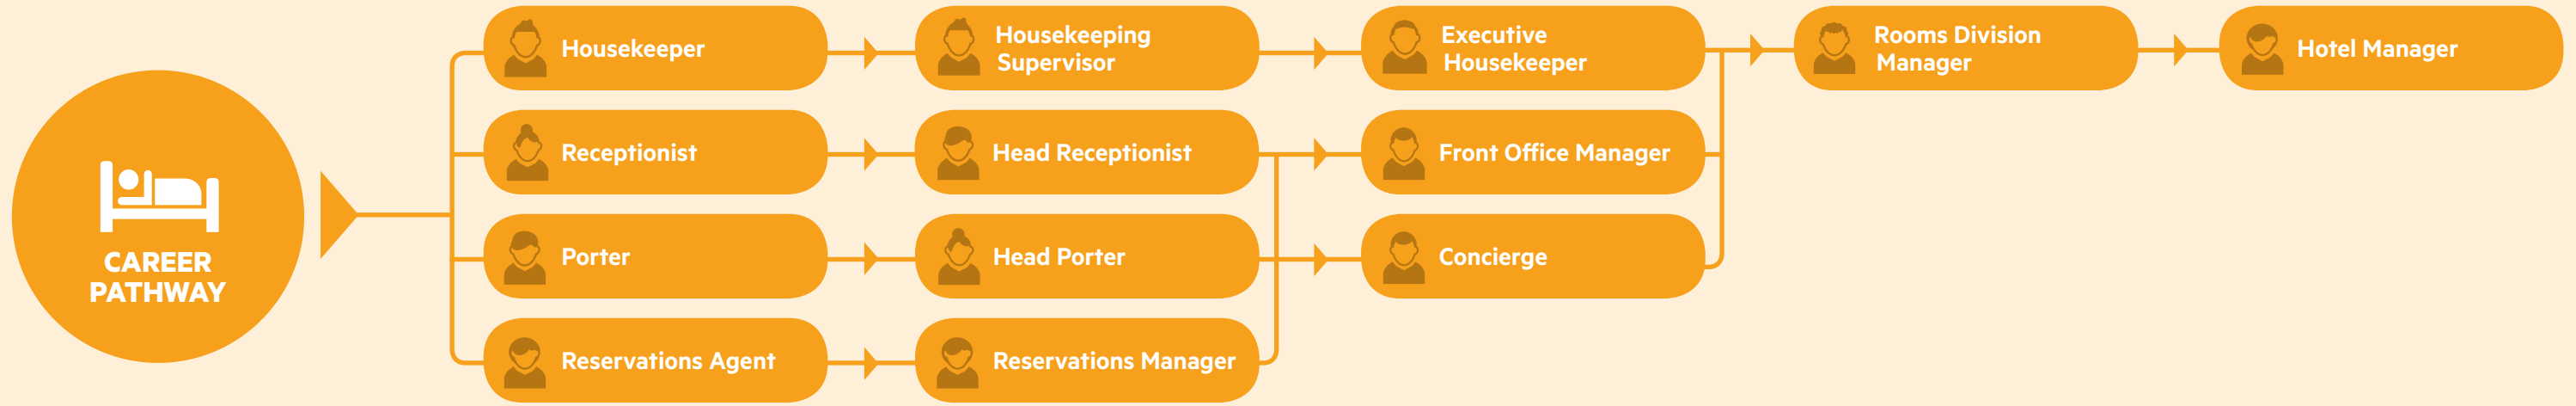 CAREER
PATHWAY
Housekeeper
Housekeeping
Supervisor
Executive
Housekeeper
Rooms Division
Manager
Hotel Manager
Receptionist
Head Receptionist
Front Office Manager
Porter
Head Porter
Concierge
Reservations Agent
Reservations Manager